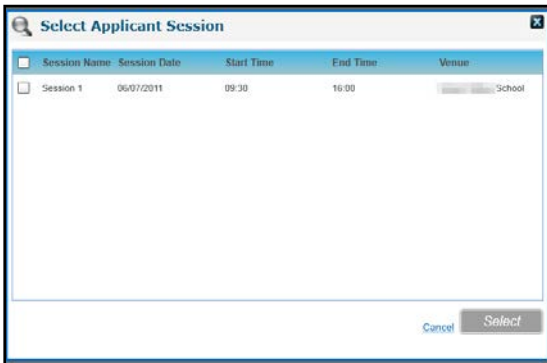 Select Applicant Session
Session Name Session Date Start Time End Time Venue
Session 1 06/07/2011 09:30 16:00 School
Cancel Select